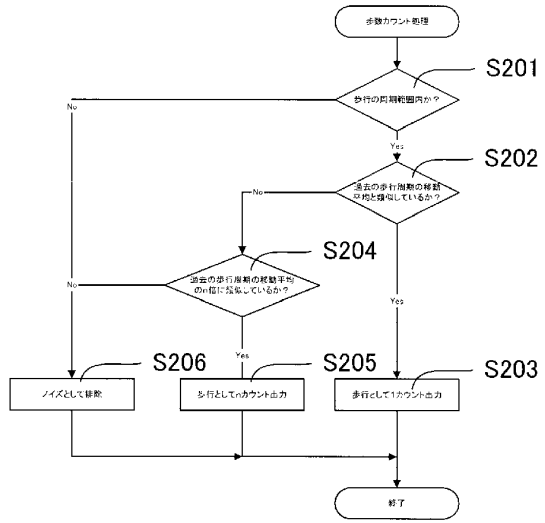 歩数カウント処理
S201
歩行の周期範囲内か？
No
Yes
S202
過去の歩行周期の移動
平均と類似しているか？
No
S204
過去の歩行周期の移動平均
のn倍に類似しているか？
No
Yes
Yes
S206
S205
S203
ノイズとして排除
歩行としてnカウント出力
歩行として1カウント出力
終了